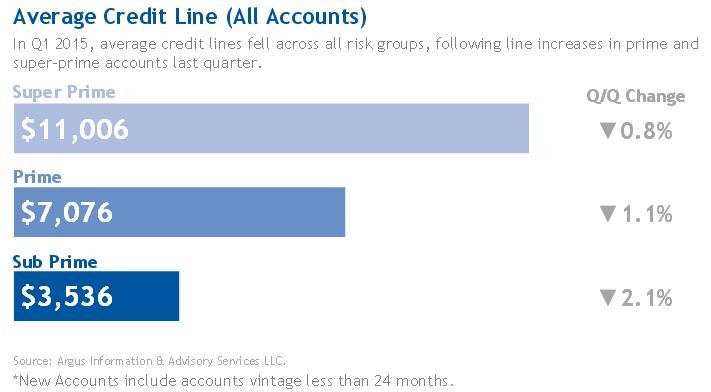 Average Credit Line (All Accounts)
In Q1 2015, average credit lines fell across all risk groups, following line increases in prime and
super-prime accounts last quarter.
Super Prime
Q/Q Change
$11,006
▼0.8%
Prime
$7,076
▼1.1%
Sub Prime
$3,536
▼2.1%
Source: Argus Information & Advisory Services LLC.
*New Accounts include accounts vintage less than 24 months.